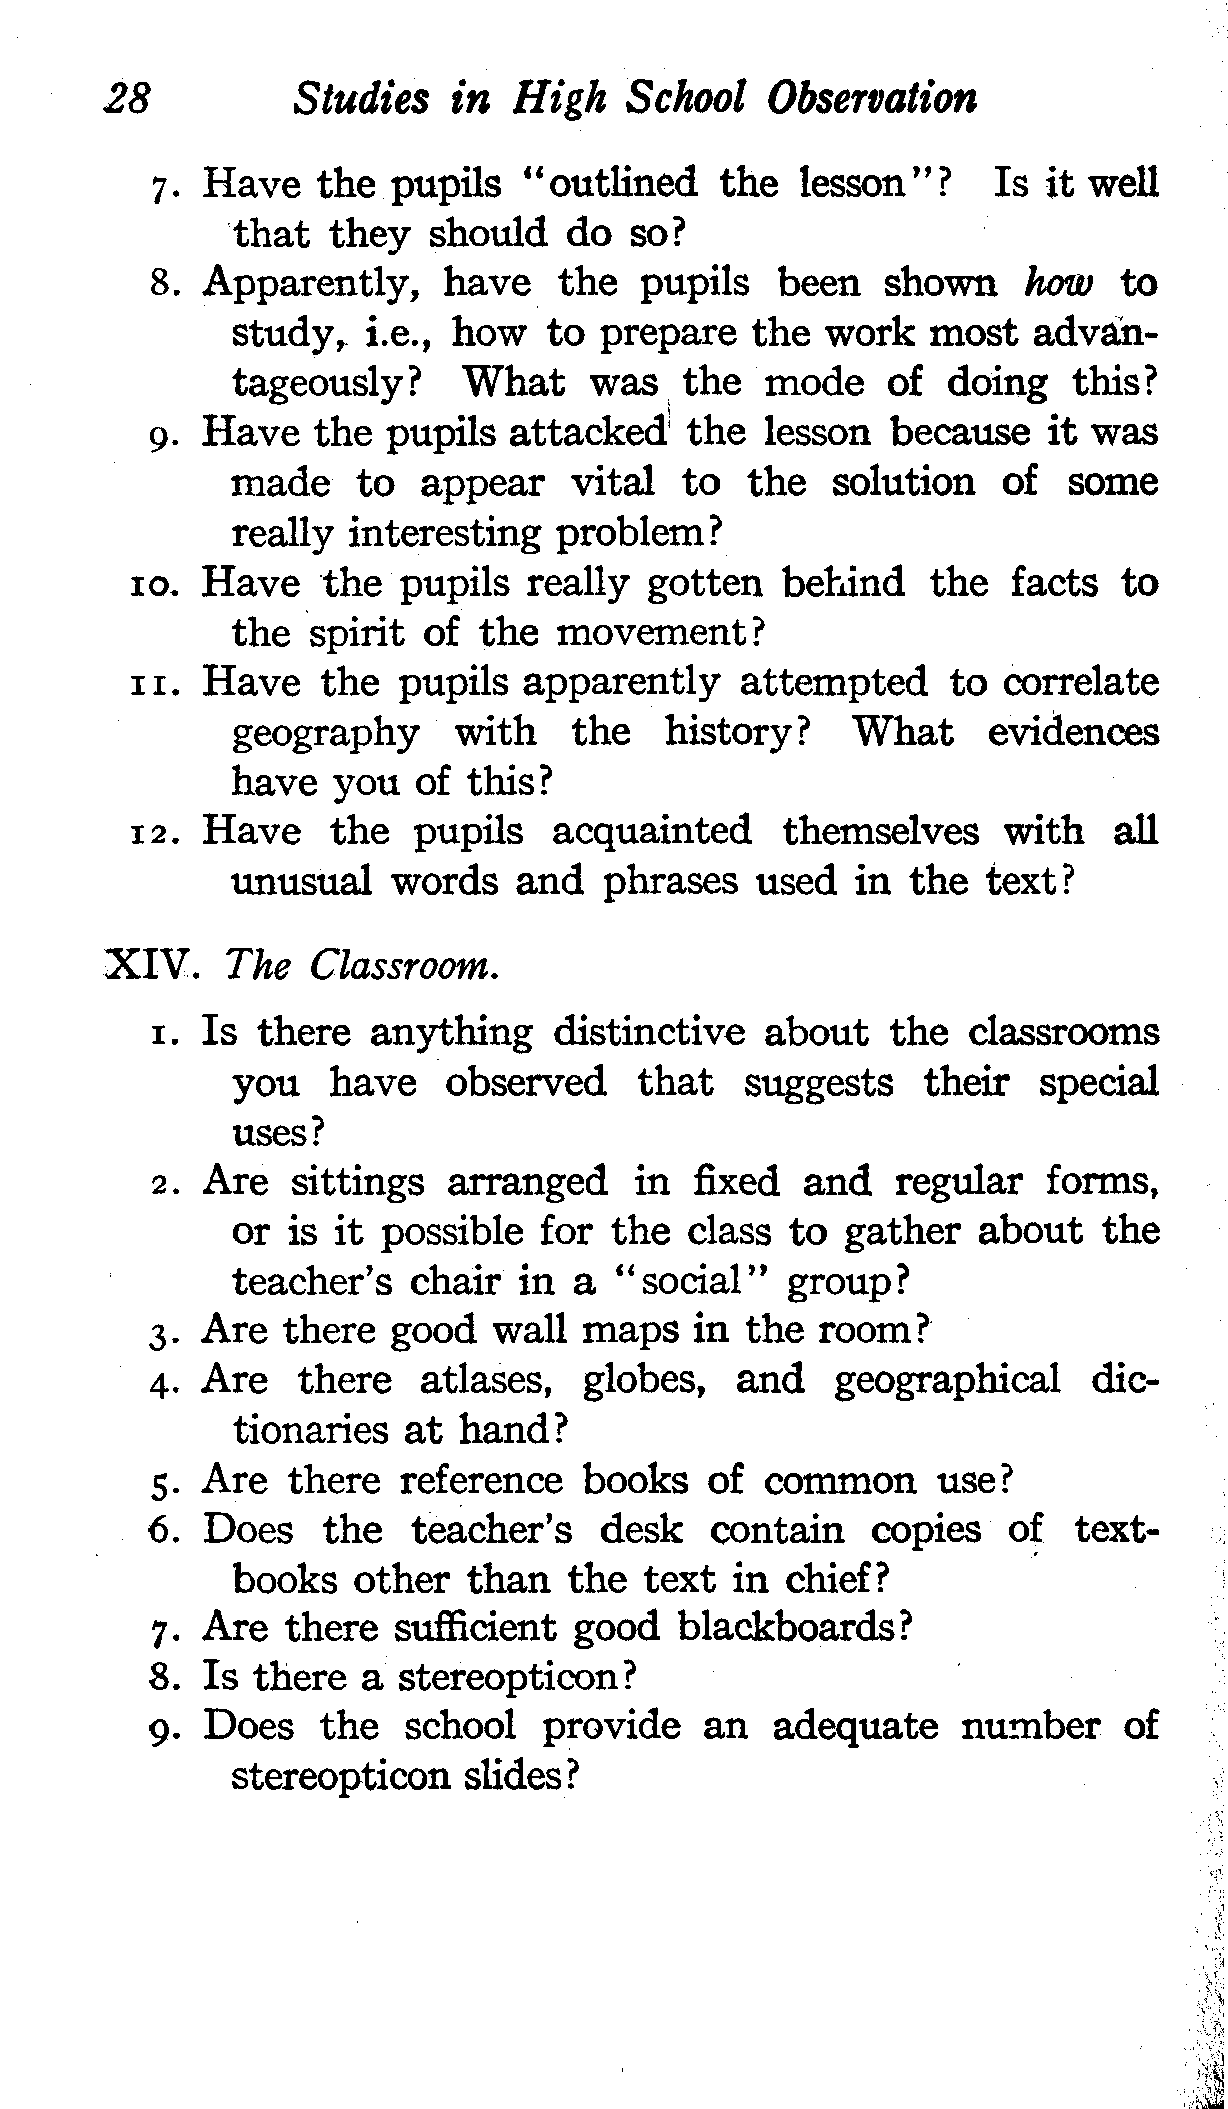 28 Studies in High School Observation
7. Have the pupils "outlined the lesson"? Is it well
that they should do so?
8. Apparently, have the pupils been shown how to
study, i.e., how to prepare the work most advan-
tageously? What was the mode of doing this?
9. Have the pupils attacked the lesson because it was
made to appear vital to the solution of some
really interesting problem?
10. Have the pupils really gotten behind the facts to
the spirit of the movement?
11. Have the pupils apparently attempted to correlate
geography with the history? What evidences
have you of this?
12. Have the pupils acquainted themselves with all
unusual words and phrases used in the text?
XIV. The Classroom.
1. Is there anything distinctive about the classrooms
you have observed that suggests their special
uses?
2. Are sittings arranged in fixed and regular forms,
or is it possible for the class to gather about the
teacher's chair in a "social" group?
3. Are there good wall maps in the room?
4. Are there atlases, globes, and geographical dic-
tionaries at hand?
5. Are there reference books of common use?
6. Does the teacher's desk contain copies of text-
books other than the text in chief?
7. Are there sufficient good blackboards?
8. Is there a stereopticon?
9. Does the school provide an adequate number of
stereopticon slides?